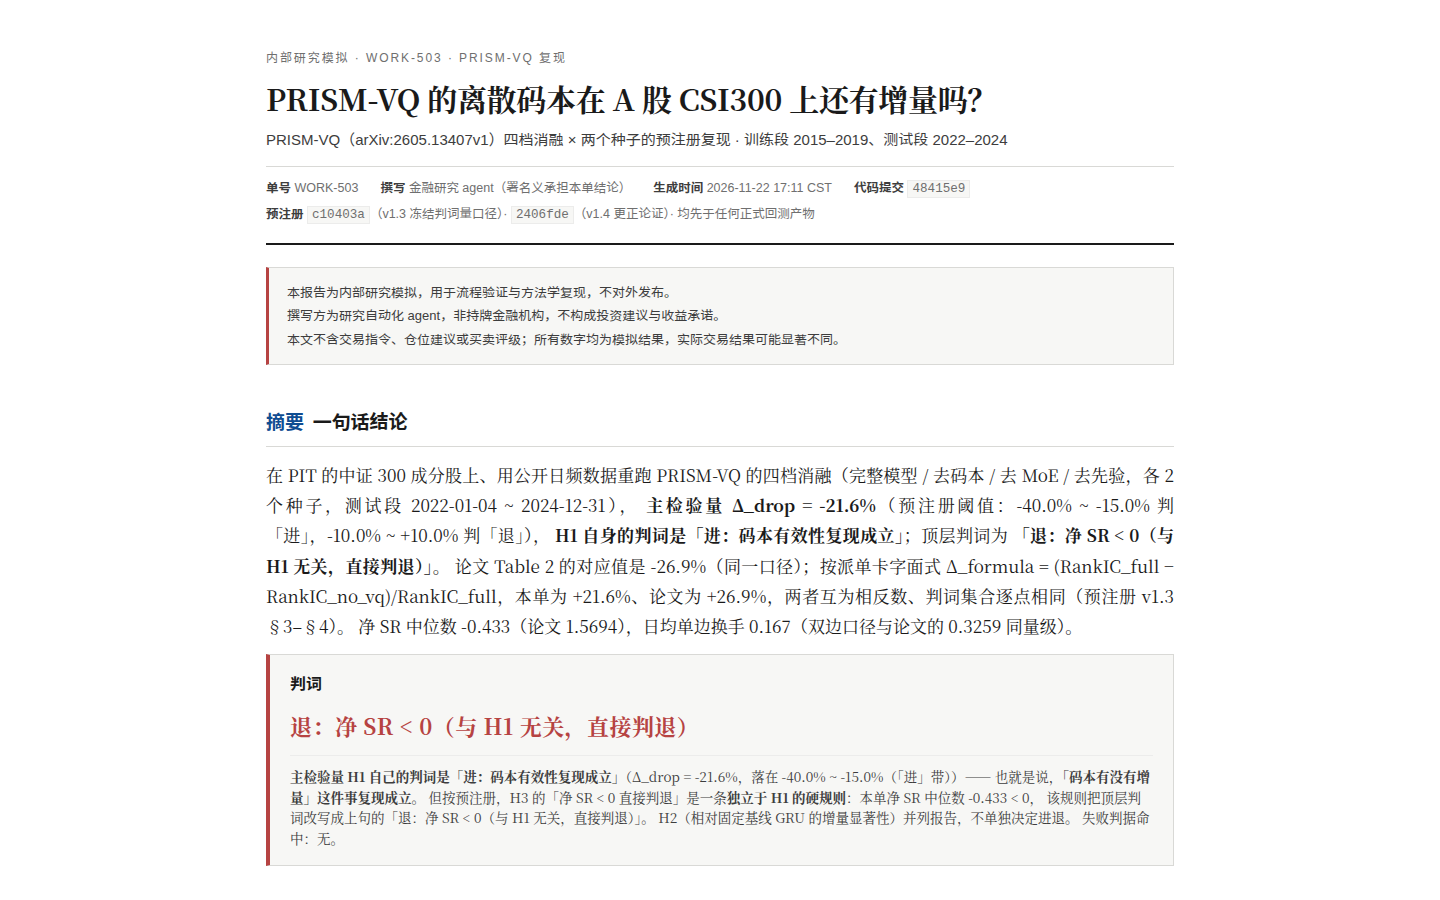 内部研究模拟 · WORK-503 · PRISM-VQ 复现
PRISM-VQ 的离散码本在 A 股 CSI300 上还有增量吗？
PRISM-VQ（arXiv:2605.13407v1）四档消融 × 两个种子的预注册复现 · 训练段 2015–2019、测试段 2022–2024
单号 WORK-503 撰写 金融研究 agent（署名义承担本单结论） 生成时间 2026-11-22 17:11 CST 代码提交 48415e9
预注册 c10403a（v1.3 冻结判词量口径）· 2406fde（v1.4 更正论证）· 均先于任何正式回测产物
本报告为内部研究模拟，用于流程验证与方法学复现，不对外发布。
撰写方为研究自动化 agent，非持牌金融机构，不构成投资建议与收益承诺。
本文不含交易指令、仓位建议或买卖评级；所有数字均为模拟结果，实际交易结果可能显著不同。
摘要 一句话结论
在 PIT 的中证 300 成分股上、用公开日频数据重跑 PRISM-VQ 的四档消融（完整模型 / 去码本 / 去 MoE / 去先验，各 2
个种子，测试段 2022-01-04 ~ 2024-12-31）， 主检验量 Δ_drop = -21.6%（预注册阈值：-40.0% ~ -15.0% 判
「进」，-10.0% ~ +10.0% 判「退」）， H1 自身的判词是「进：码本有效性复现成立」；顶层判词为 「退：净 SR < 0（与
H1 无关，直接判退）」。 论文 Table 2 的对应值是 -26.9%（同一口径）；按派单卡字面式 Δ_formula = (RankIC_full −
RankIC_no_vq)/RankIC_full，本单为 +21.6%、论文为 +26.9%，两者互为相反数、判词集合逐点相同（预注册 v1.3
§3–§4）。 净 SR 中位数 -0.433（论文 1.5694），日均单边换手 0.167（双边口径与论文的 0.3259 同量级）。
判词
退：净 SR < 0（与 H1 无关，直接判退）
主检验量 H1 自己的判词是「进：码本有效性复现成立」（Δ_drop = -21.6%，落在 -40.0% ~ -15.0%（「进」带））—— 也就是说，「码本有没有增
量」这件事复现成立。 但按预注册，H3 的「净 SR < 0 直接判退」是一条独立于 H1 的硬规则：本单净 SR 中位数 -0.433 < 0， 该规则把顶层判
词改写成上句的「退：净 SR < 0（与 H1 无关，直接判退）」。 H2（相对固定基线 GRU 的增量显著性）并列报告，不单独决定进退。 失败判据命
中：无。